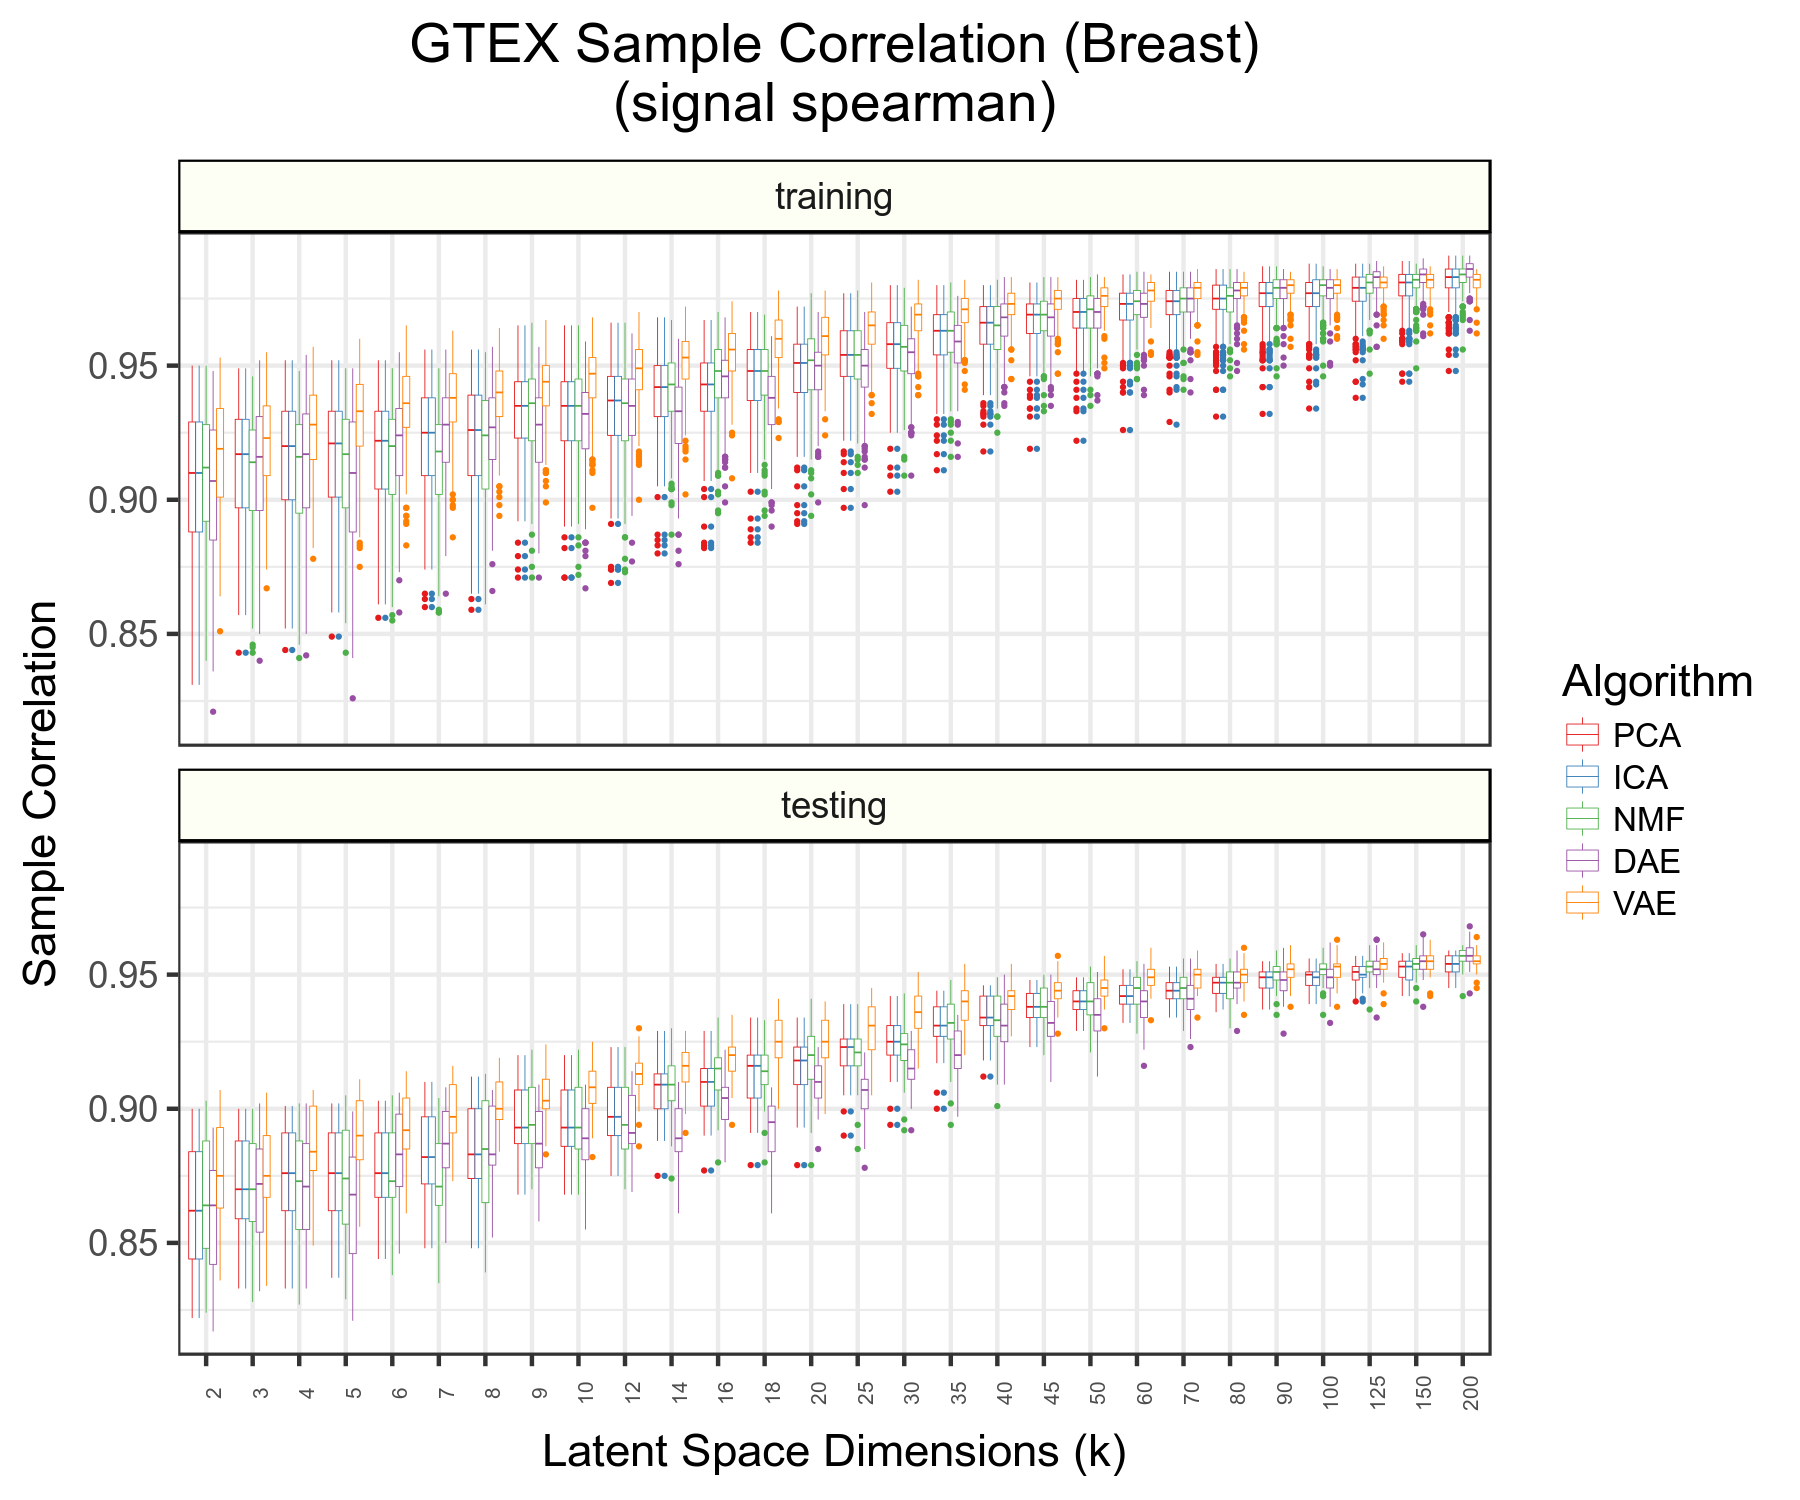 GTEX Sample Correlation (Breast)
(signal spearman)
training
0.95
0.90
0.85
testing
0.95
0.90
0.85
Sample Correlation
2 3 4 5 6 7 8 9 10 12 14 16 18 20 25 30 35 40 45 50 60 70 80 90 100 125 150 200
Latent Space Dimensions (k)
Algorithm
PCA
ICA
NMF
DAE
VAE